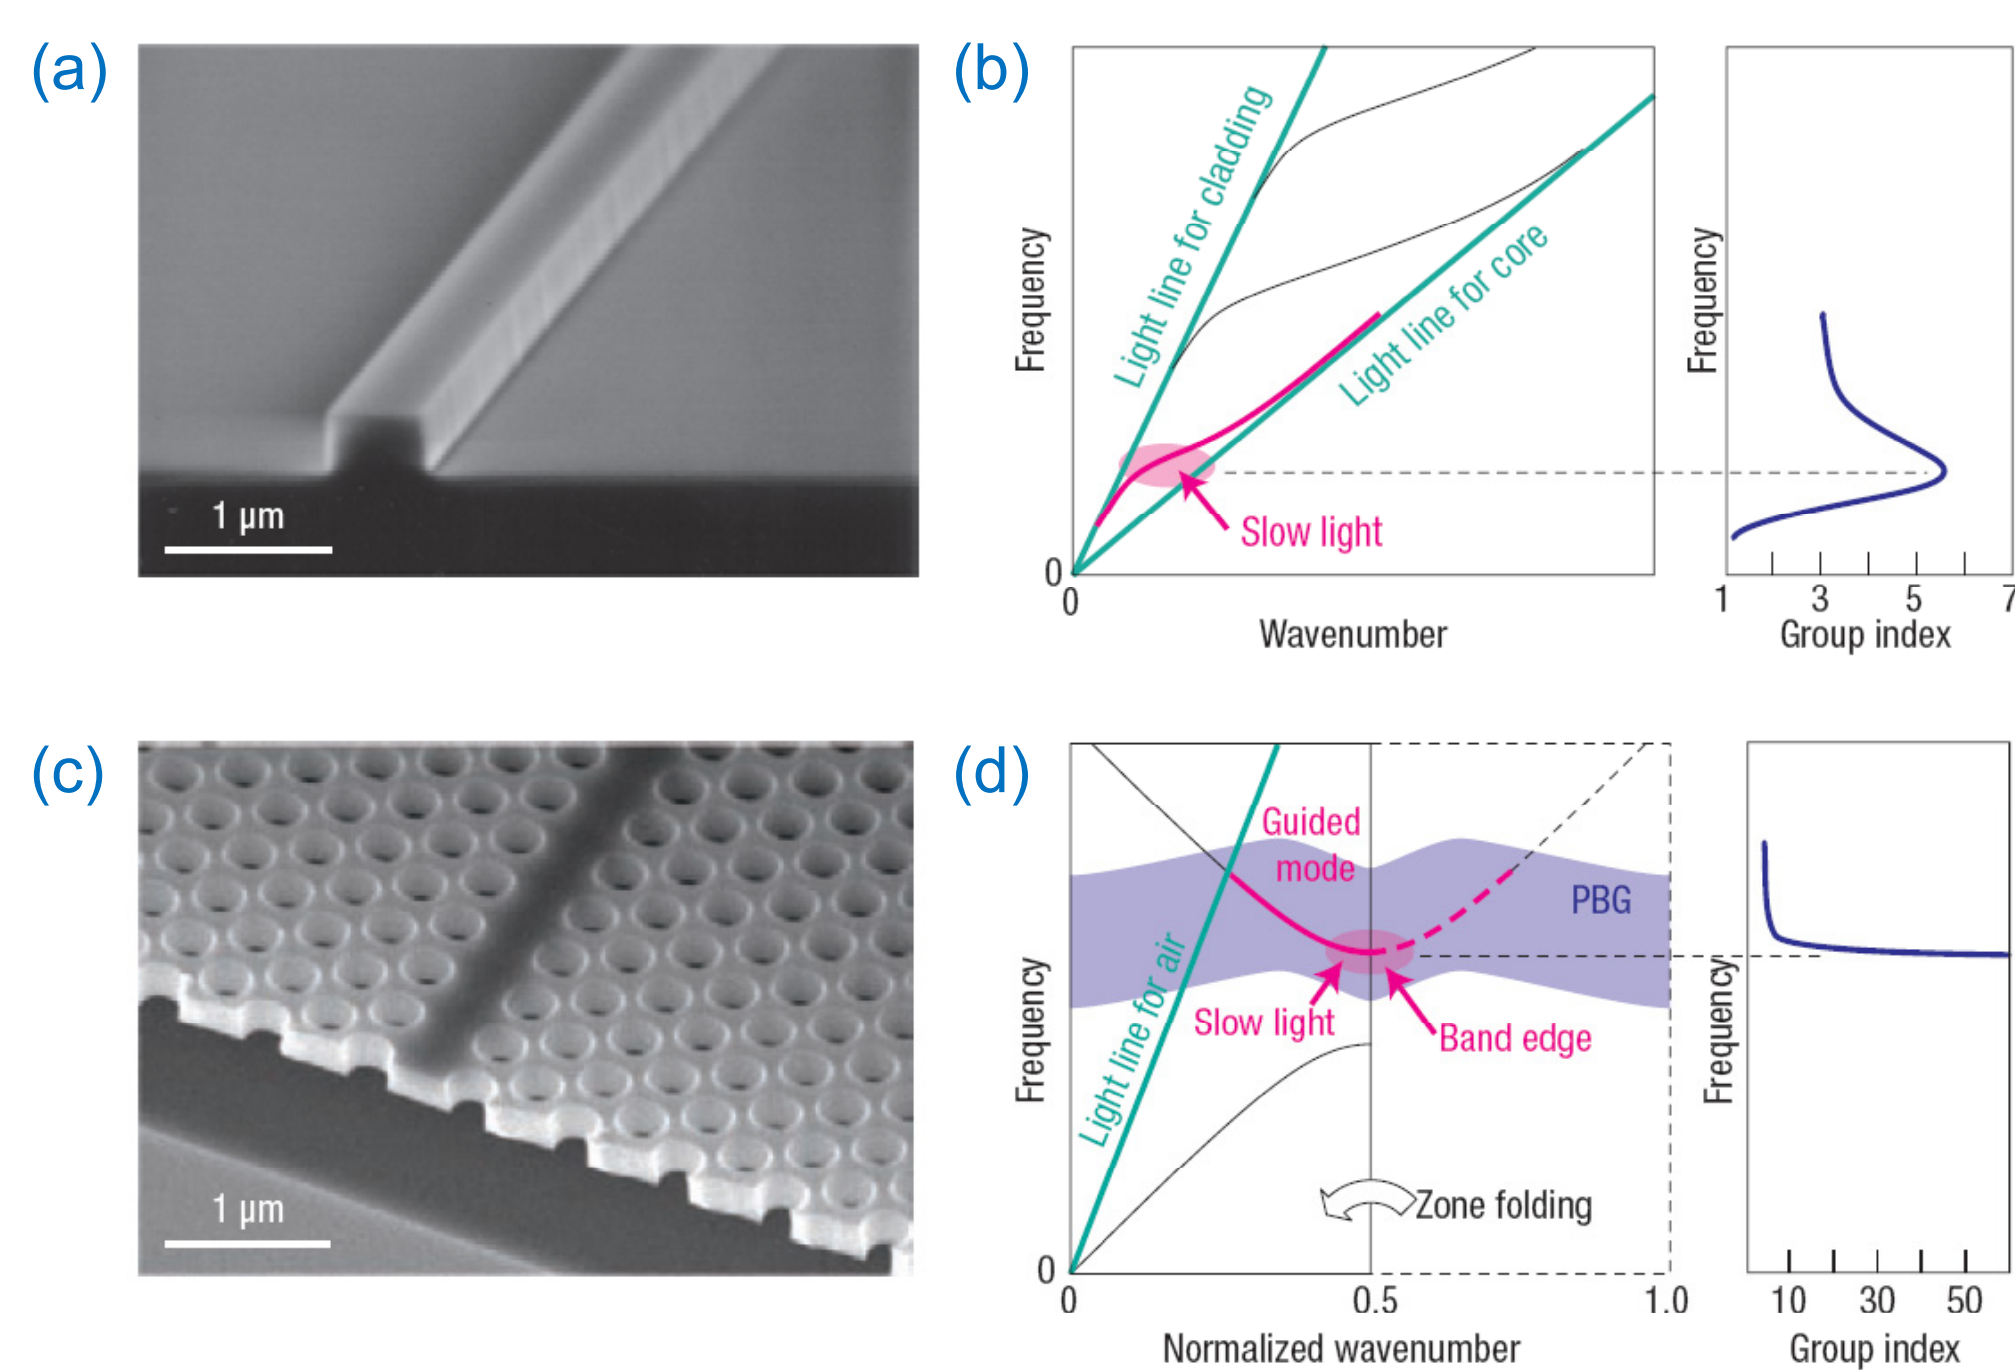 (a)
1 µm
(b)
Frequency
Light line for cladding
Light line for core
Slow light
0
0
Wavenumber
Frequency
1
3
5
7
Group index
(c)
1 µm
(d)
Frequency
Light line for air
Guided
mode
PBG
Slow light
Band edge
Zone folding
0
0
0.5
1.0
Normalized wavenumber
Frequency
10
30
50
Group index